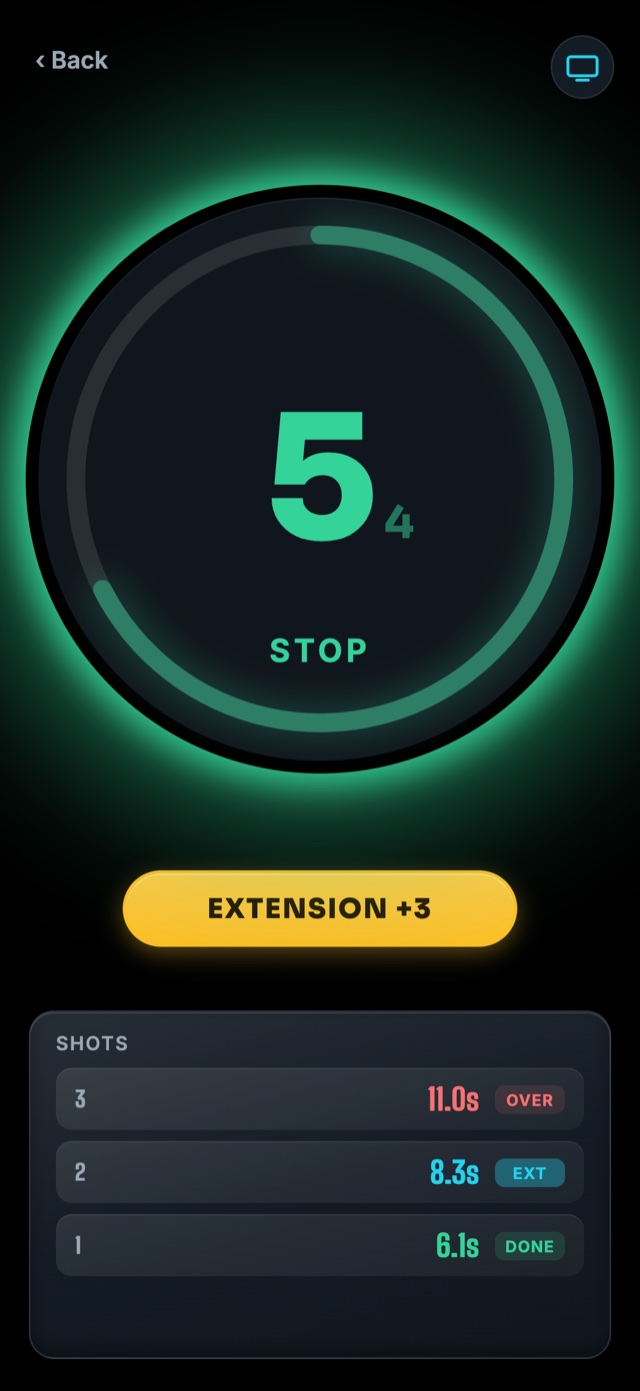 ‹ Back
5 4
STOP
EXTENSION +3
SHOTS
3 11.0s OVER
2 8.3s EXT
1 6.1s DONE